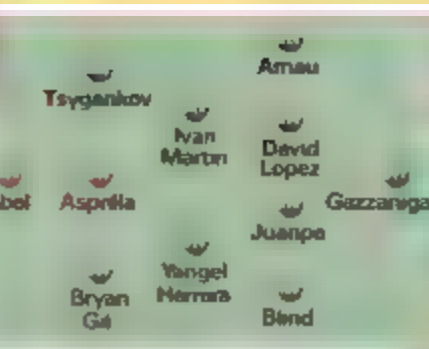 Arnau
Tsygankov
Ivan
Martin
David
Lopez
Asprilla
Gazzaniga
Juanpe
Yangel
Herrera
Bryan
Gil
Blind